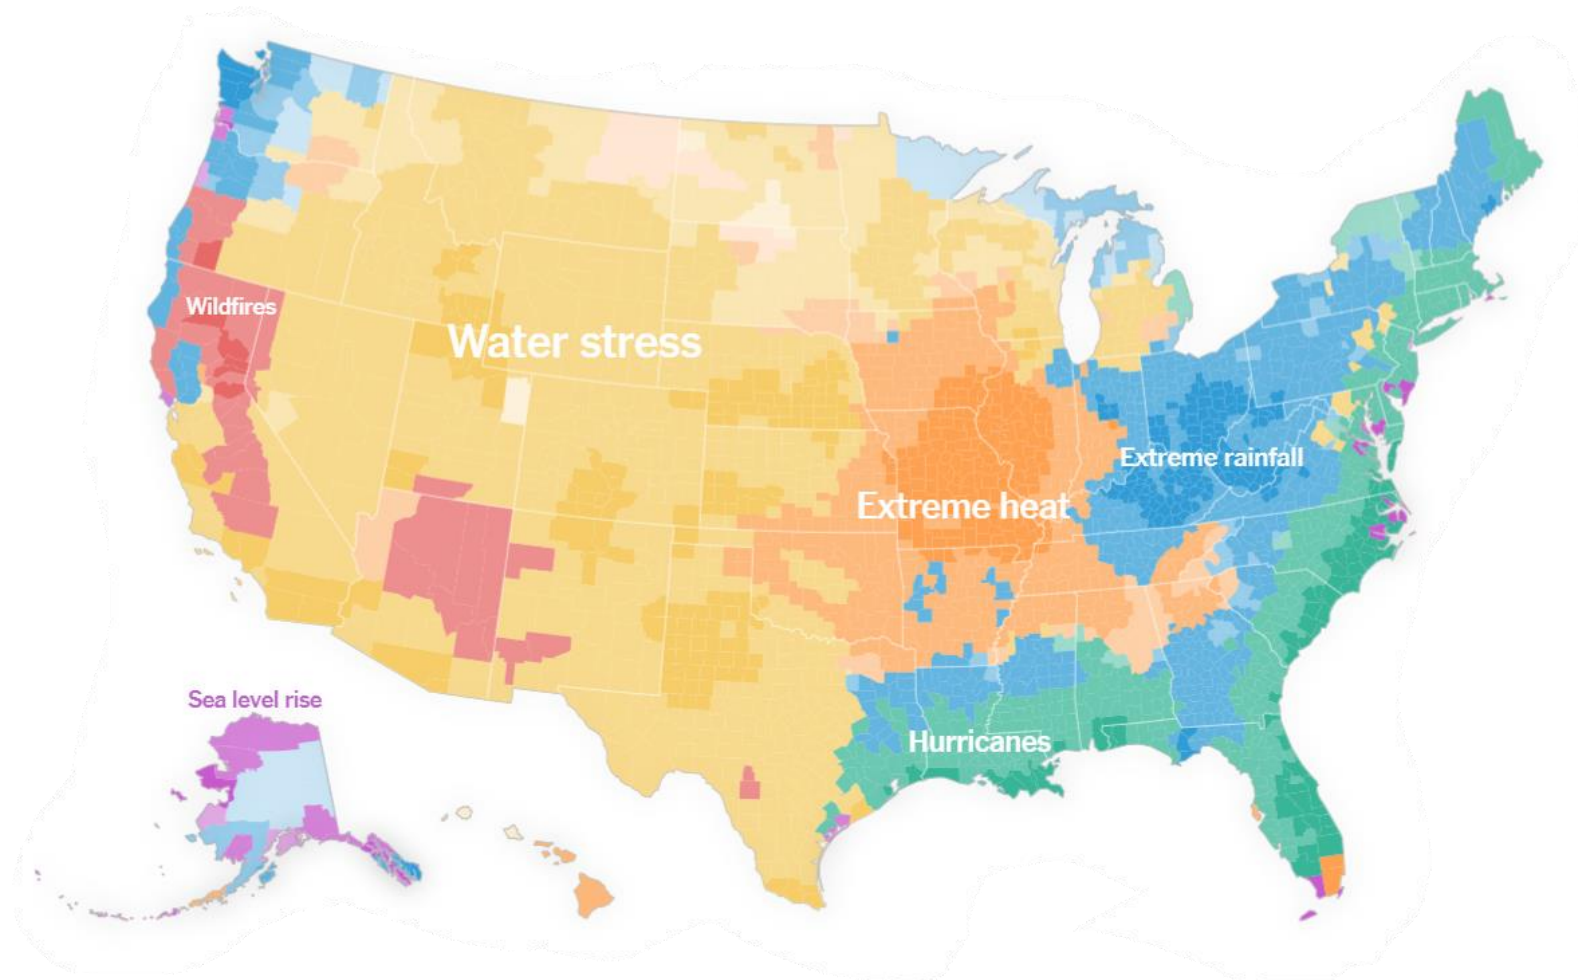 Wildfires
Water stress
Extreme rainfall
Extreme heat
Sea level rise
Hurricanes